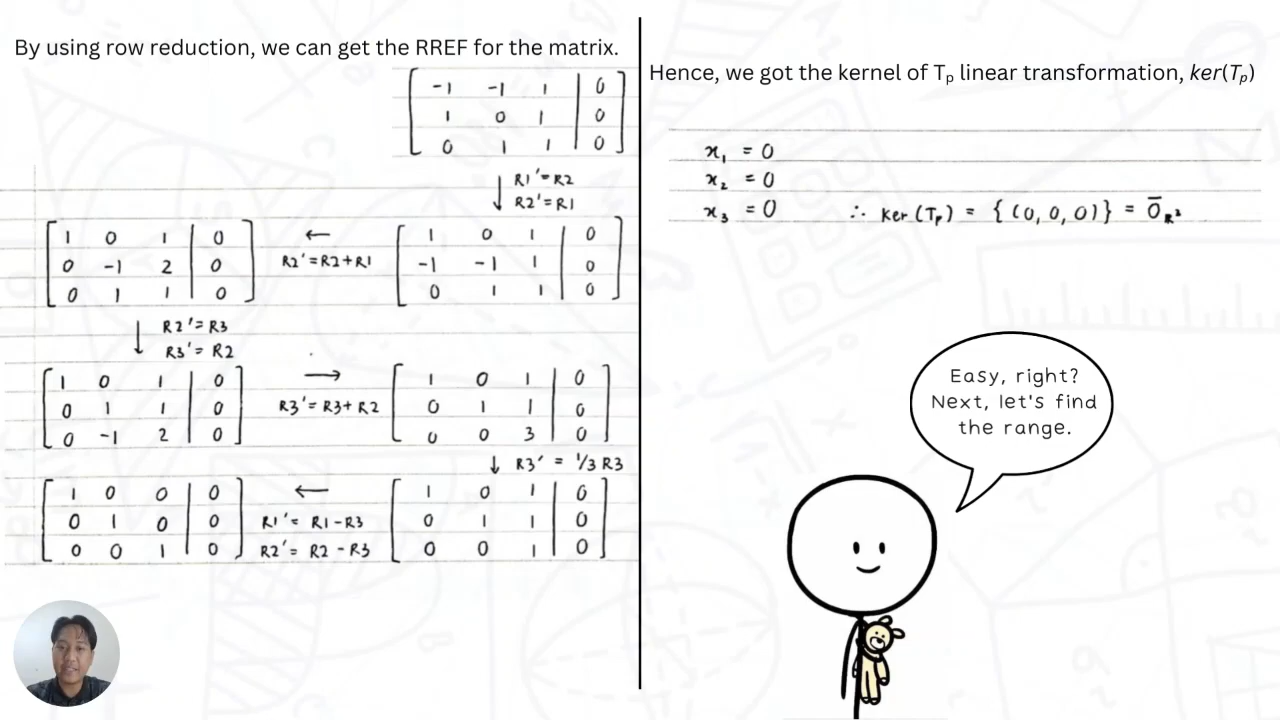 By using row reduction, we can get the RREF for the matrix.
-1 -1 1 | 0
1 0 1 | 0
0 1 1 | 0
↓ R1'=R2
R2'=R1
1 0 1 | 0
-1 -1 1 | 0
0 1 1 | 0
← R2'=R2+R1
1 0 1 | 0
0 -1 2 | 0
0 1 1 | 0
↓ R2'=R3
R3'=R2
1 0 1 | 0
0 1 1 | 0
0 -1 2 | 0
→ R3'=R3+R2
1 0 1 | 0
0 1 1 | 0
0 0 3 | 0
↓ R3' = 1/3 R3
1 0 1 | 0
0 1 1 | 0
0 0 1 | 0
← R1'= R1-R3
R2'= R2-R3
1 0 0 | 0
0 1 0 | 0
0 0 1 | 0
Hence, we got the kernel of Tₚ linear transformation, ker(Tₚ)
x₁ = 0
x₂ = 0
x₃ = 0 ∴ Ker (Tₚ) = {(0, 0, 0)} = 0̄_R³
Easy, right?
Next, let's find
the range.